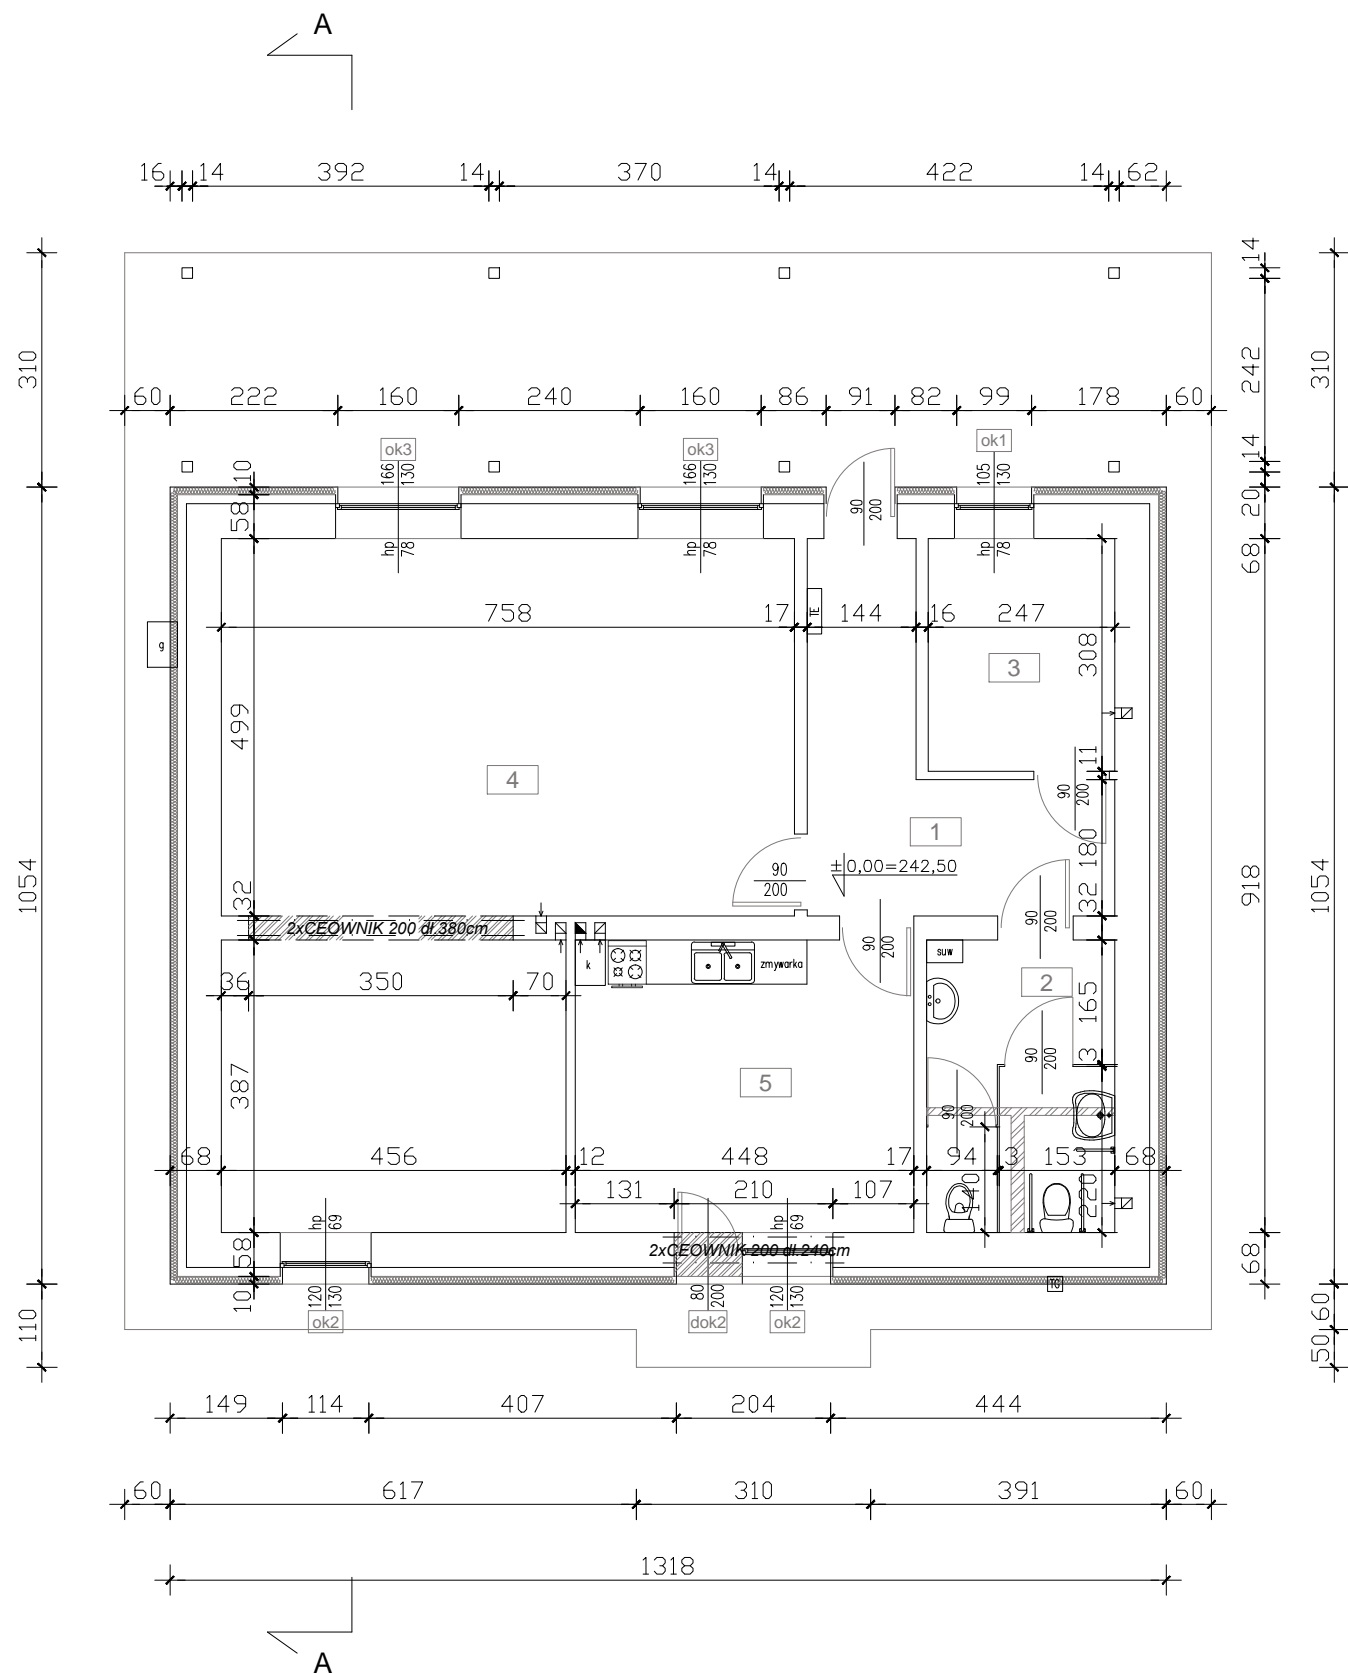 A
16 14 392 14 370 14 422 14 62
14
310 242 310
60 222 160 240 160 86 91 82 99 178 60
ok3 ok3 ok1
166 130 166 130 105 130
14
10 20
58 90 200 68
hp 78 hp 78 hp 78
TE
758 17 144 16 247
308
g
3
499
4
11
90 200
1
180
1054 918 1054
90 200
±0,00=242,50
32 32
2xCEOWNIK 200 dł.380cm
90 200 90 200
k zmywarka suw
36 350 70
2
165
90 200
3
387
5
90 200
68 456 12 448 17 94 3 153 68
131 210 107
140 220
hp 69 hp 69
58 68
2xCEOWNIK 200 dł.240cm
10 TG
120 130 80 200 120 130
ok2 dok2 ok2
110 60
50
149 114 407 204 444
60 617 310 391 60
1318
A